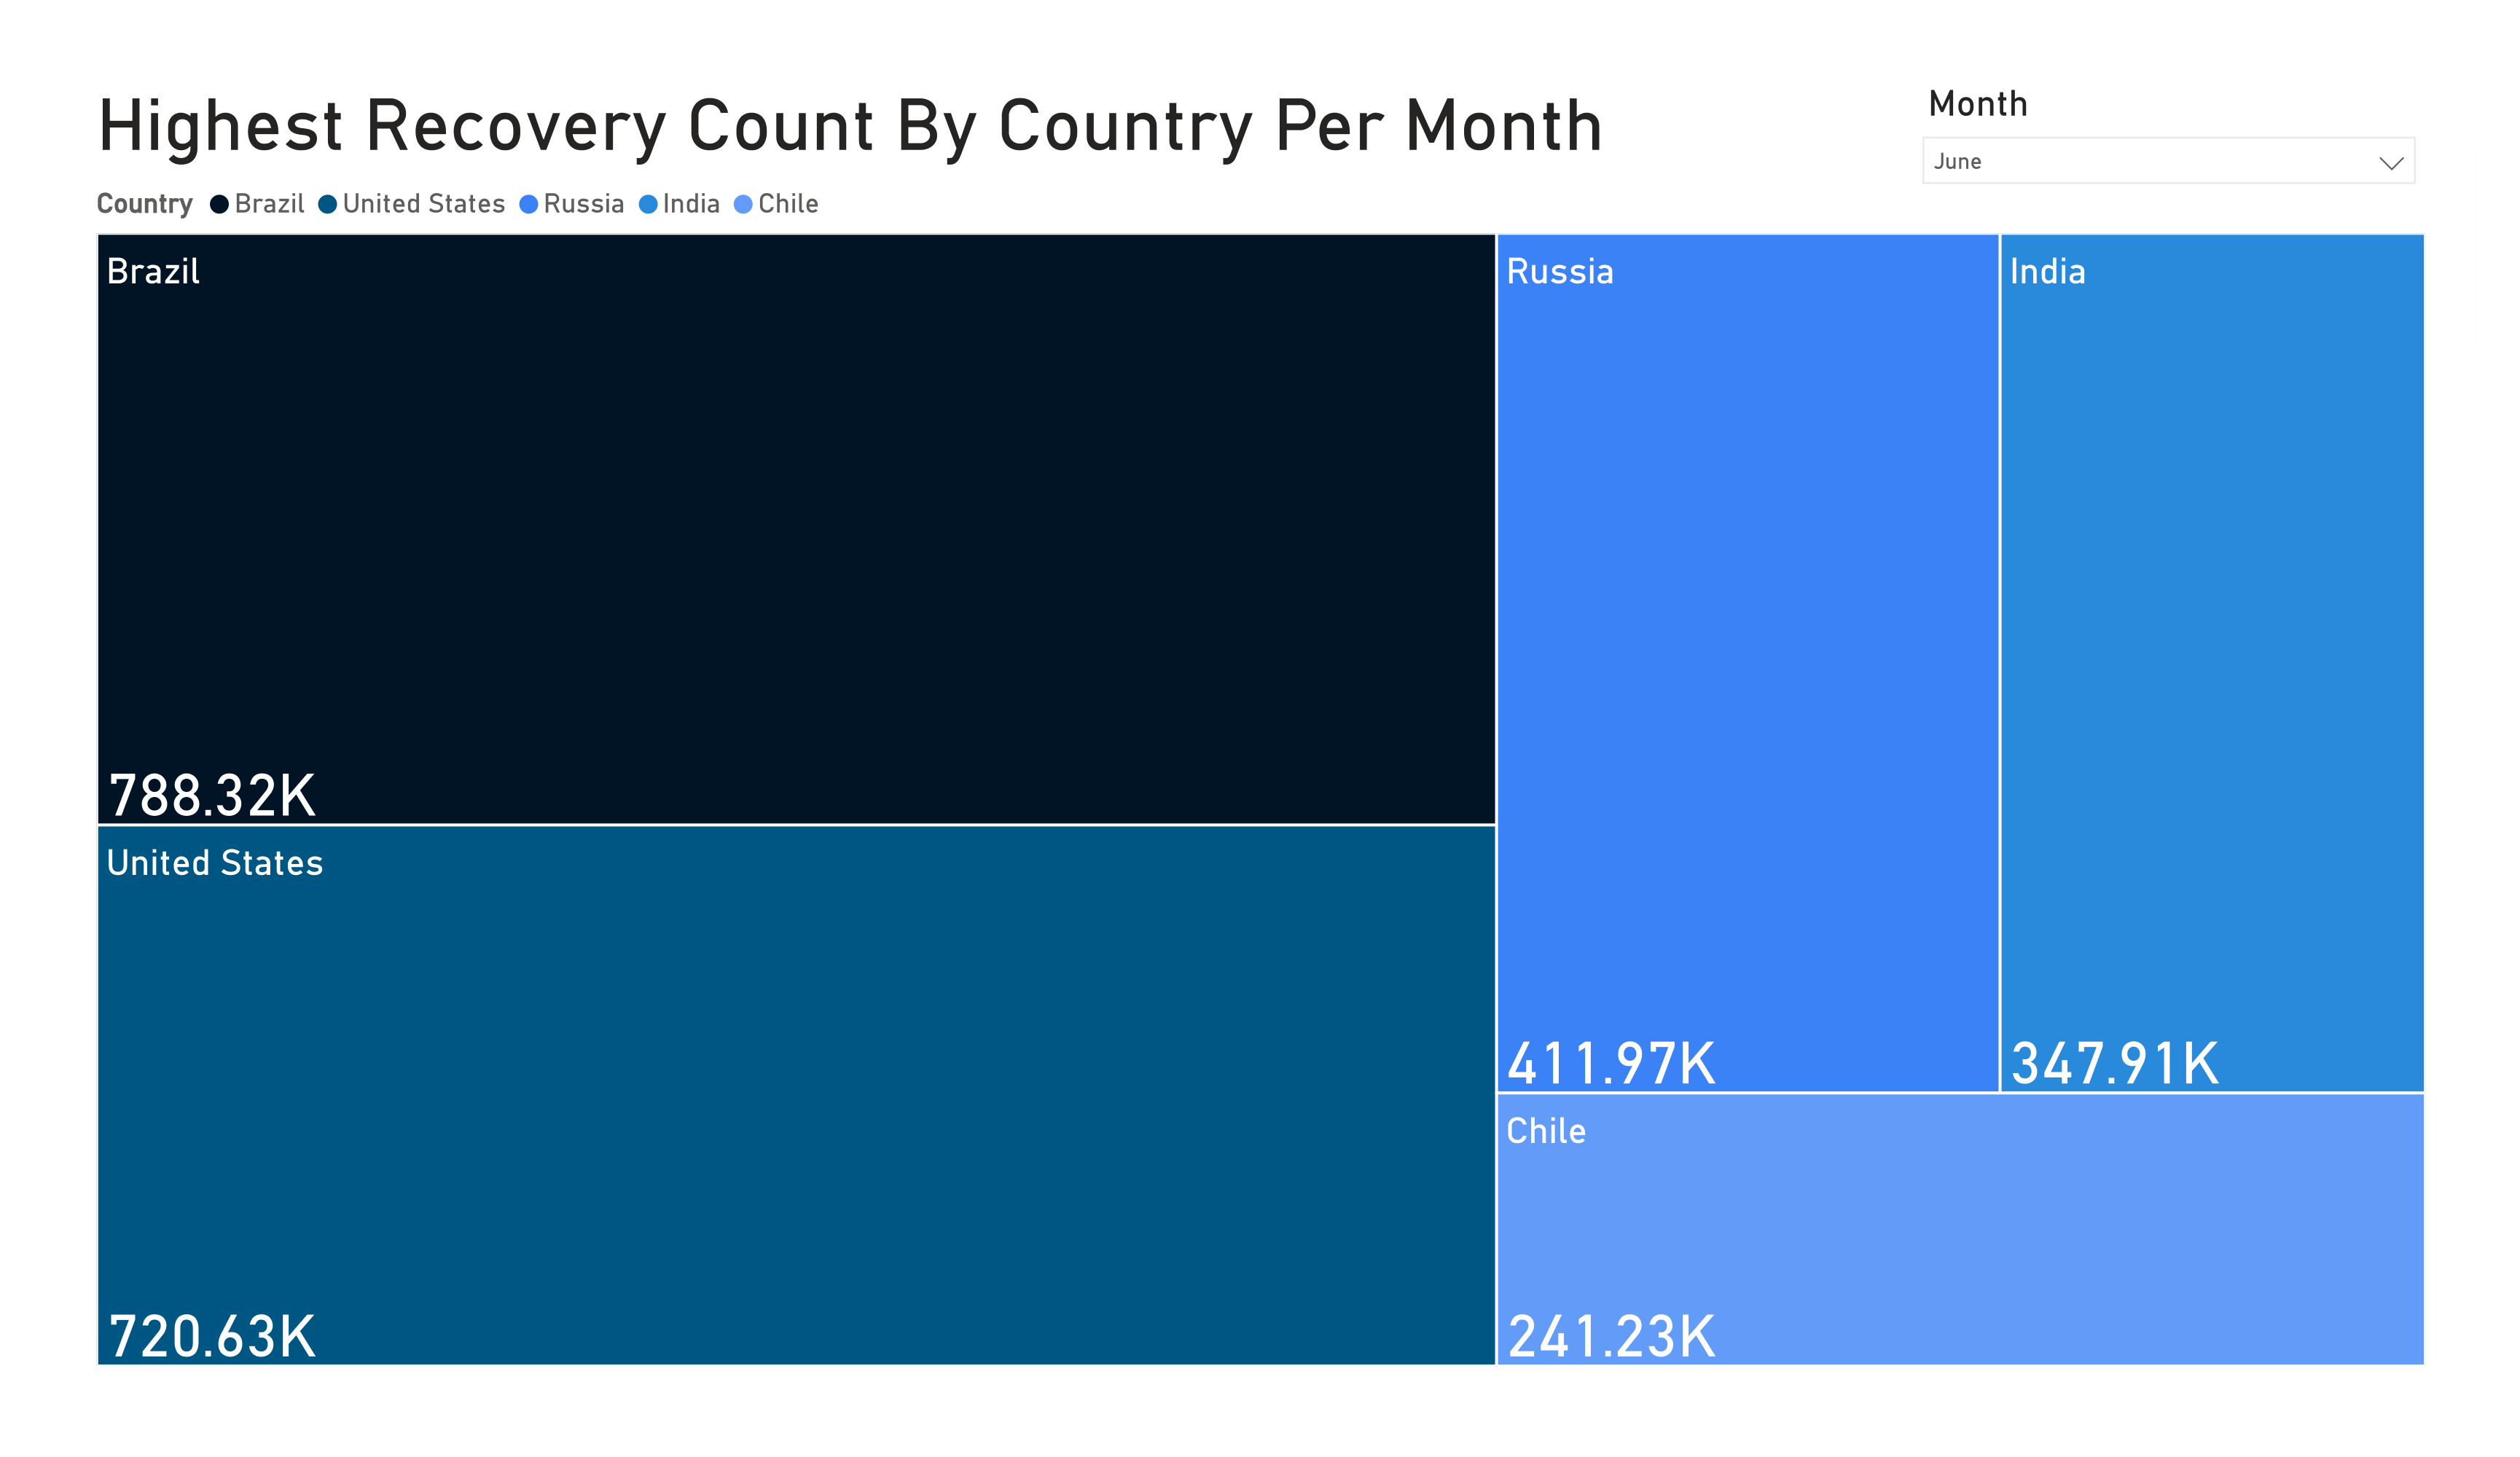 Highest Recovery Count By Country Per Month
Month
June
Country Brazil United States Russia India Chile
Brazil
788.32K
United States
720.63K
Russia
411.97K
India
347.91K
Chile
241.23K